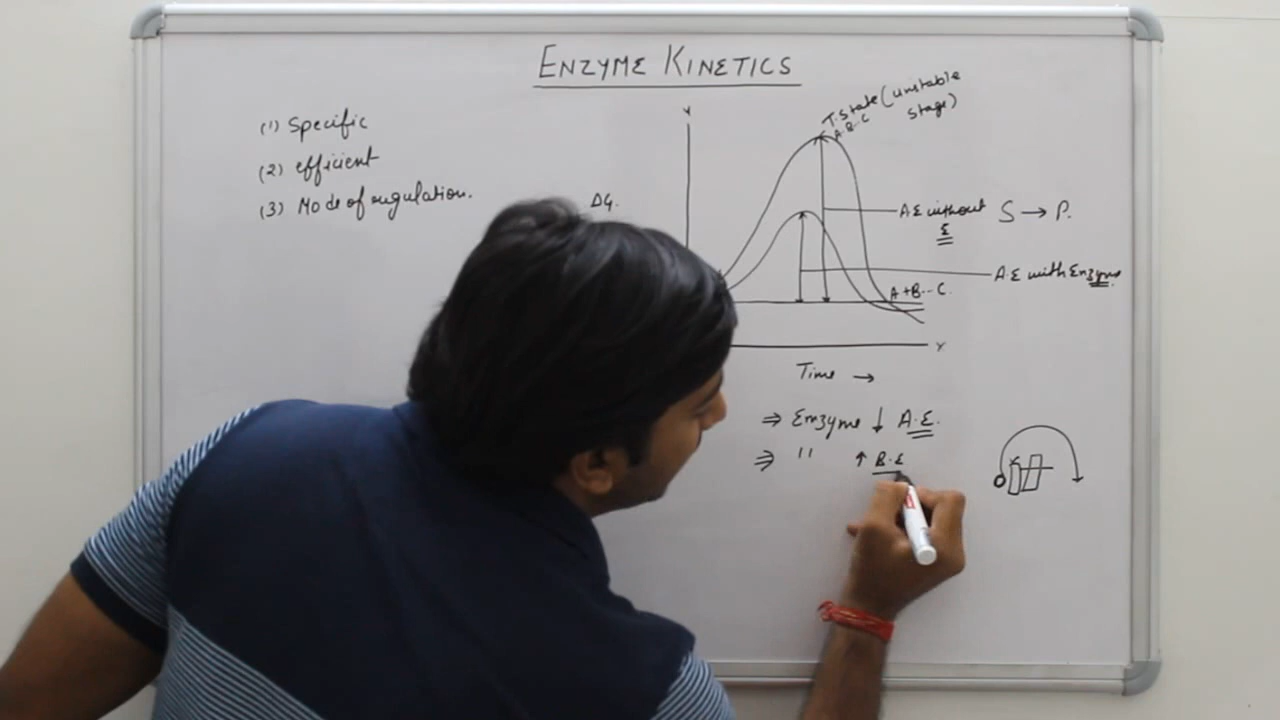 ENZYME KINETICS
(1) Specific
(2) efficient
(3) Mode of regulation.
Y
T.State (unstable
stage)
A..B..C
ΔG.
A.E without
E
S → P.
A.E with Enzyme
A+B--C.
X
Time →
⇒ Enzyme ↓ A.E.
⇒ " ↑ B.E